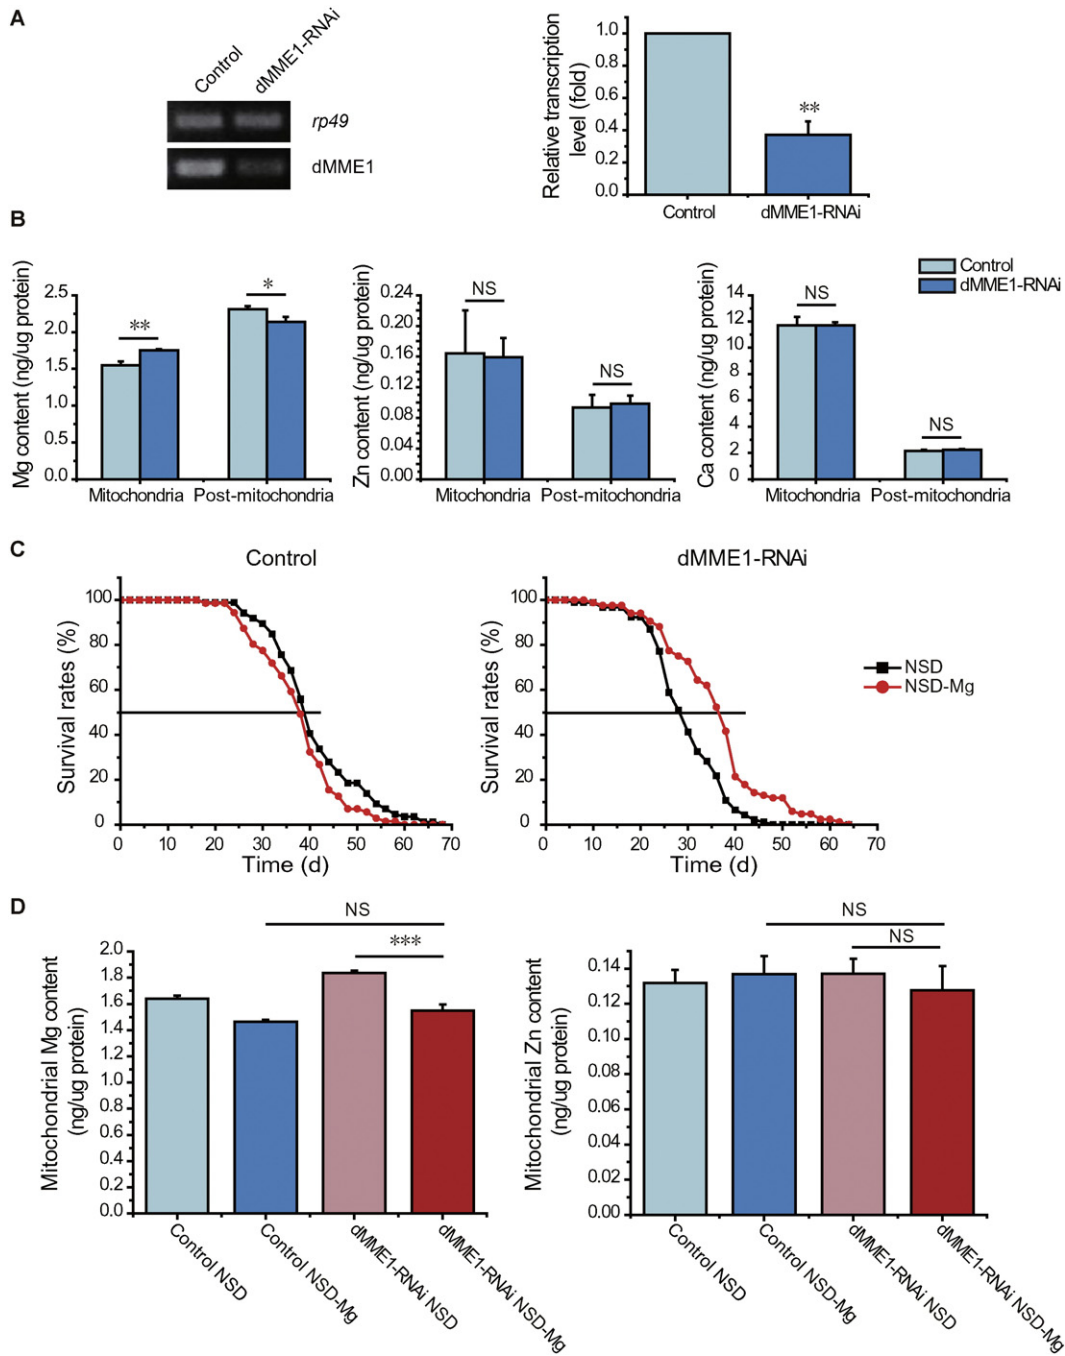 A
Control
dMME1-RNAi
rp49
dMME1
Relative transcription
level (fold)
1.0
0.8
0.6
0.4
0.2
0.0
**
Control
dMME1-RNAi
B
Control
dMME1-RNAi
Mg content (ng/ug protein)
2.5
2.0
1.5
1.0
0.5
0.0
**
*
Mitochondria
Post-mitochondria
Zn content (ng/ug protein)
0.24
0.20
0.16
0.12
0.08
0.04
0.00
NS
NS
Mitochondria
Post-mitochondria
Ca content (ng/ug protein)
14
12
10
8
6
4
2
0
NS
NS
Mitochondria
Post-mitochondria
C
Control
Survival rates (%)
100
80
60
40
20
0
0 10 20 30 40 50 60 70
Time (d)
dMME1-RNAi
Survival rates (%)
100
80
60
40
20
0
0 10 20 30 40 50 60 70
Time (d)
NSD
NSD-Mg
D
Mitochondrial Mg content
(ng/ug protein)
2.0
1.8
1.6
1.4
1.2
1.0
0.8
0.6
0.4
0.2
0.0
NS
***
Control NSD
Control NSD-Mg
dMME1-RNAi NSD
dMME1-RNAi NSD-Mg
Mitochondrial Zn content
(ng/ug protein)
0.14
0.12
0.10
0.08
0.06
0.04
0.02
0.00
NS
NS
Control NSD
Control NSD-Mg
dMME1-RNAi NSD
dMME1-RNAi NSD-Mg